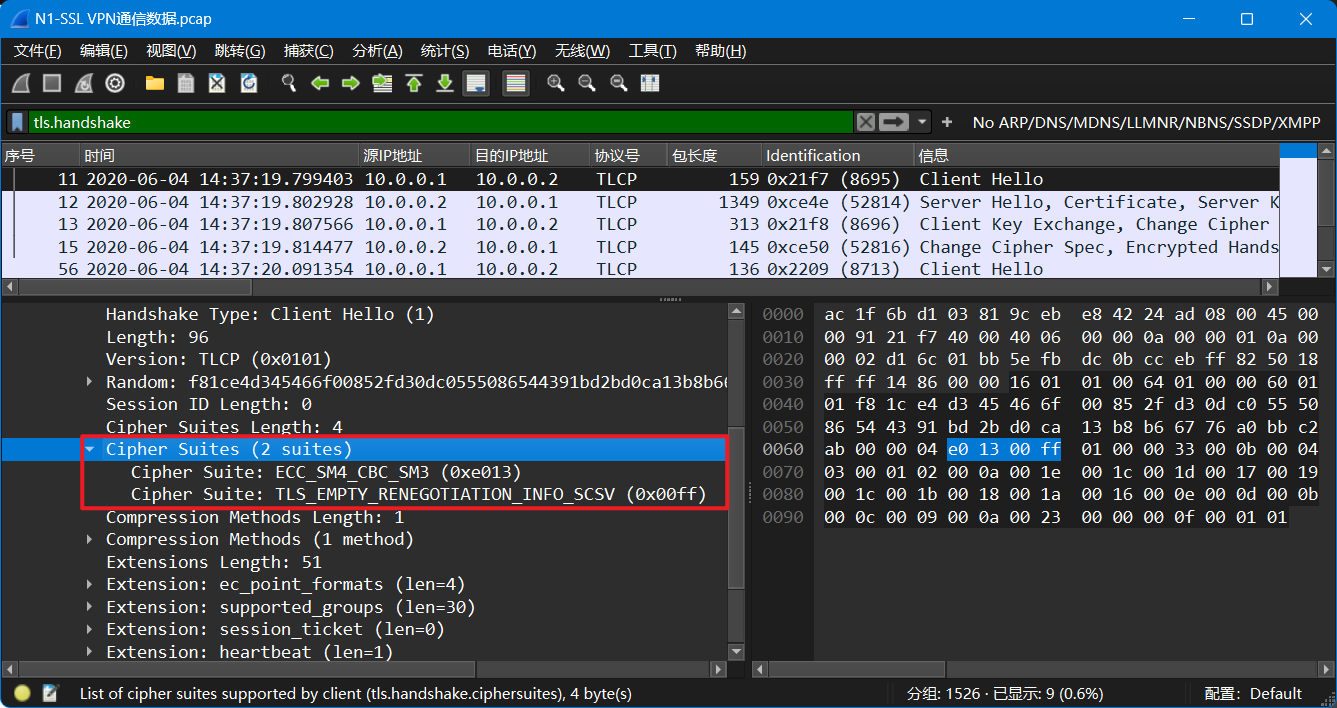 N1-SSL VPN通信数据.pcap
文件(F) 编辑(E) 视图(V) 跳转(G) 捕获(C) 分析(A) 统计(S) 电话(Y) 无线(W) 工具(T) 帮助(H)
tls.handshake No ARP/DNS/MDNS/LLMNR/NBNS/SSDP/XMPP
序号 时间 源IP地址 目的IP地址 协议号 包长度 Identification 信息
11 2020-06-04 14:37:19.799403 10.0.0.1 10.0.0.2 TLCP 159 0x21f7 (8695) Client Hello
12 2020-06-04 14:37:19.802928 10.0.0.2 10.0.0.1 TLCP 1349 0xce4e (52814) Server Hello, Certificate, Server K
13 2020-06-04 14:37:19.807566 10.0.0.1 10.0.0.2 TLCP 313 0x21f8 (8696) Client Key Exchange, Change Cipher
15 2020-06-04 14:37:19.814477 10.0.0.2 10.0.0.1 TLCP 145 0xce50 (52816) Change Cipher Spec, Encrypted Hands
56 2020-06-04 14:37:20.091354 10.0.0.1 10.0.0.2 TLCP 136 0x2209 (8713) Client Hello
Handshake Type: Client Hello (1)
Length: 96
Version: TLCP (0x0101)
Random: f81ce4d345466f00852fd30dc0555086544391bd2bd0ca13b8b66
Session ID Length: 0
Cipher Suites Length: 4
Cipher Suites (2 suites)
Cipher Suite: ECC_SM4_CBC_SM3 (0xe013)
Cipher Suite: TLS_EMPTY_RENEGOTIATION_INFO_SCSV (0x00ff)
Compression Methods Length: 1
Compression Methods (1 method)
Extensions Length: 51
Extension: ec_point_formats (len=4)
Extension: supported_groups (len=30)
Extension: session_ticket (len=0)
Extension: heartbeat (len=1)
0000 ac 1f 6b d1 03 81 9c eb e8 42 24 ad 08 00 45 00
0010 00 91 21 f7 40 00 40 06 00 00 0a 00 00 01 0a 00
0020 00 02 d1 6c 01 bb 5e fb dc 0b cc eb ff 82 50 18
0030 ff ff 14 86 00 00 16 01 01 00 64 01 00 00 60 01
0040 01 f8 1c e4 d3 45 46 6f 00 85 2f d3 0d c0 55 50
0050 86 54 43 91 bd 2b d0 ca 13 b8 b6 67 76 a0 bb c2
0060 ab 00 00 04 e0 13 00 ff 01 00 00 33 00 0b 00 04
0070 03 00 01 02 00 0a 00 1e 00 1c 00 1d 00 17 00 19
0080 00 1c 00 1b 00 18 00 1a 00 16 00 0e 00 0d 00 0b
0090 00 0c 00 09 00 0a 00 23 00 00 00 0f 00 01 01
List of cipher suites supported by client (tls.handshake.ciphersuites), 4 byte(s) 分组: 1526 · 已显示: 9 (0.6%) 配置: Default